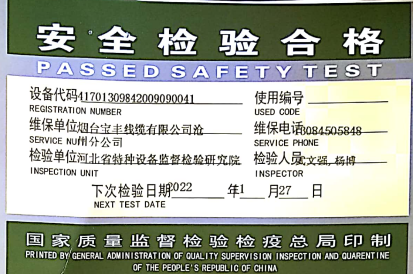 安全检验合格
PASSED SAFETY TEST
设备代码41701309842009090041 使用编号
REGISTRATION NUMBER USED CODE
维保单位烟台宝丰线缆有限公司沧 维保电话3084505848
SERVICE 州分公司 SERVICE PHONE
检验单位河北省特种设备监督检验研究院 检验人员 文强, 杨博
INSPECTION UNIT INSPECTOR
下次检验日期2022 年1 月27 日
NEXT TEST DATE
国家质量监督检验检疫总局印制
PRINTED BY GENERAL ADMINISTRATION OF QUALITY SUPERVISION INSPECTION AND QUARENTINE
OF THE PEOPLE'S REPUBLIC OF CHINA